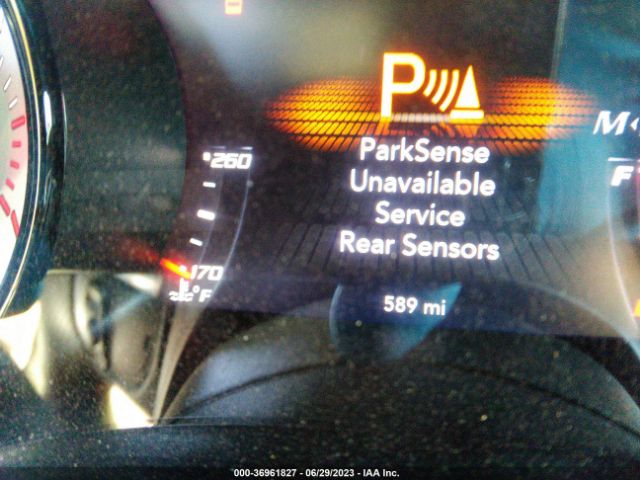 P
ParkSense
Unavailable
Service
Rear Sensors
589 mi
260
170
°F
M
F
000-36961827 - 06/29/2023 - IAA Inc.